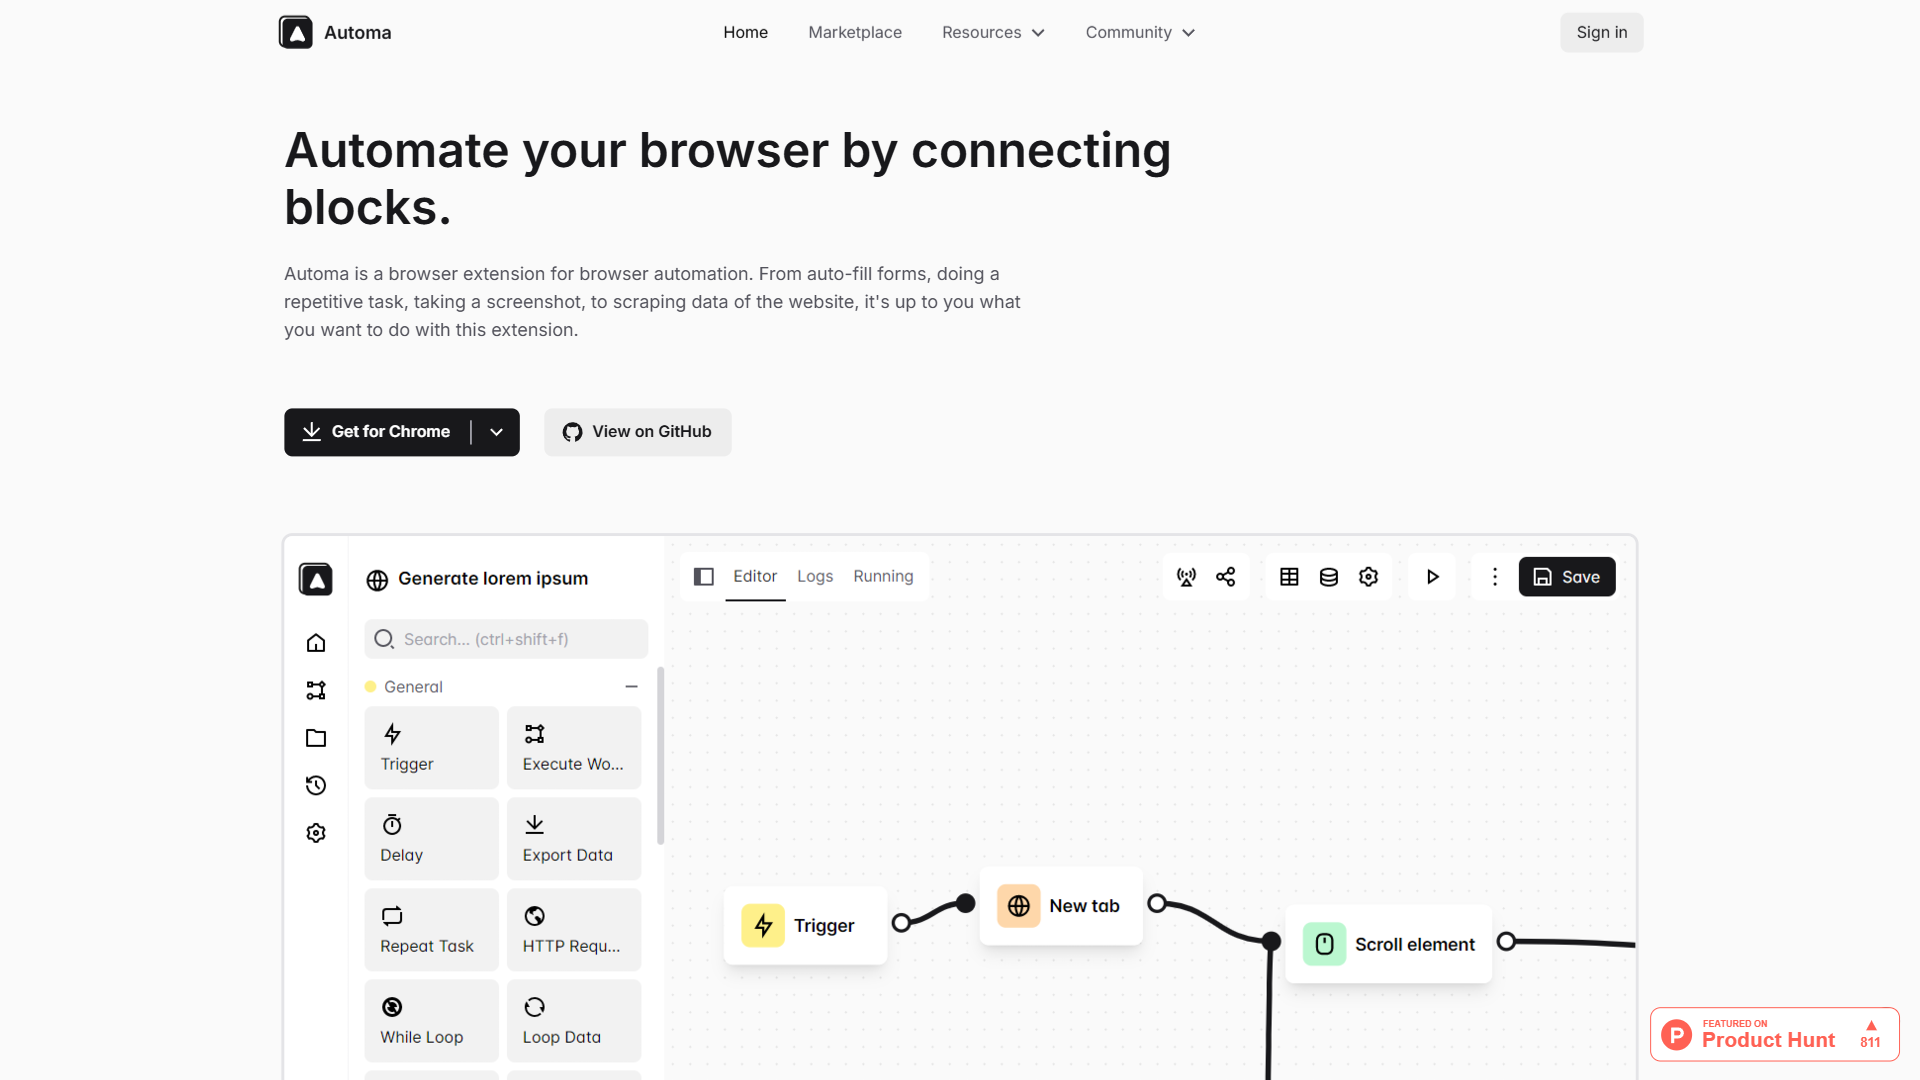 Automa
Home
Marketplace
Resources
Community
Sign in
Automate your browser by connecting
blocks.
Automa is a browser extension for browser automation. From auto-fill forms, doing a
repetitive task, taking a screenshot, to scraping data of the website, it's up to you what
you want to do with this extension.
Get for Chrome
View on GitHub
Generate lorem ipsum
Search... (ctrl+shift+f)
General
Trigger
Execute Wo...
Delay
Export Data
Repeat Task
HTTP Requ...
While Loop
Loop Data
Editor
Logs
Running
Save
Trigger
New tab
Scroll element
FEATURED ON
Product Hunt
811